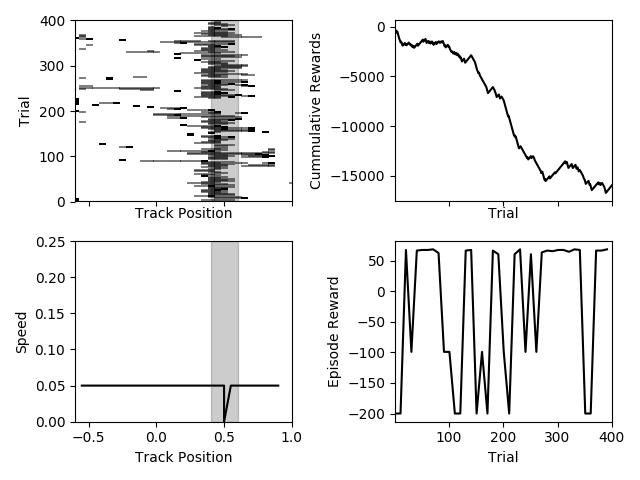 400
300
200
100
0
Trial
Track Position
0
−5000
−10000
−15000
Cummulative Rewards
Trial
0.25
0.20
0.15
0.10
0.05
0.00
Speed
−0.5 0.0 0.5 1.0
Track Position
50
0
−50
−100
−150
−200
Episode Reward
100 200 300 400
Trial